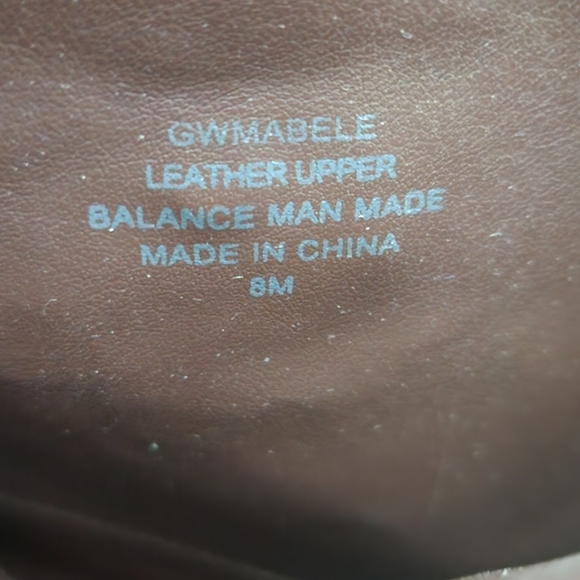 GWMABELE
LEATHER UPPER
BALANCE MAN MADE
MADE IN CHINA
8M